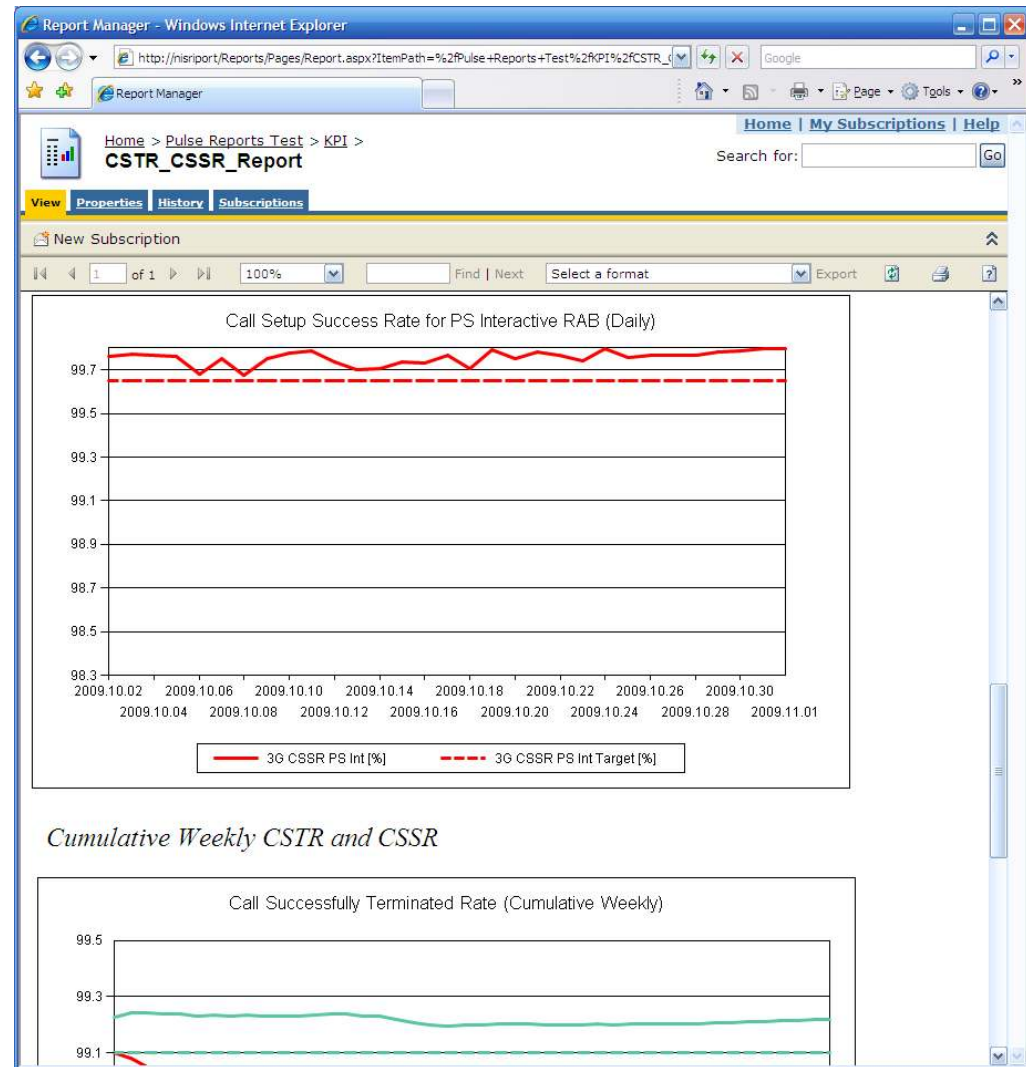 Report Manager - Windows Internet Explorer
http://nisriport/Reports/Pages/Report.aspx?ItemPath=%2fPulse+Reports+Test%2fKPI%2fCSTR_
Google
Report Manager
Page
Tools
Home | My Subscriptions | Help
Home > Pulse Reports Test > KPI >
CSTR_CSSR_Report
Search for:
Go
View
Properties
History
Subscriptions
New Subscription
1 of 1
100%
Find | Next
Select a format
Export
Call Setup Success Rate for PS Interactive RAB (Daily)
99.7
99.5
99.3
99.1
98.9
98.7
98.5
98.3
2009.10.02 2009.10.06 2009.10.10 2009.10.14 2009.10.18 2009.10.22 2009.10.26 2009.10.30
2009.10.04 2009.10.08 2009.10.12 2009.10.16 2009.10.20 2009.10.24 2009.10.28 2009.11.01
3G CSSR PS Int [%]
3G CSSR PS Int Target [%]
Cumulative Weekly CSTR and CSSR
Call Successfully Terminated Rate (Cumulative Weekly)
99.5
99.3
99.1